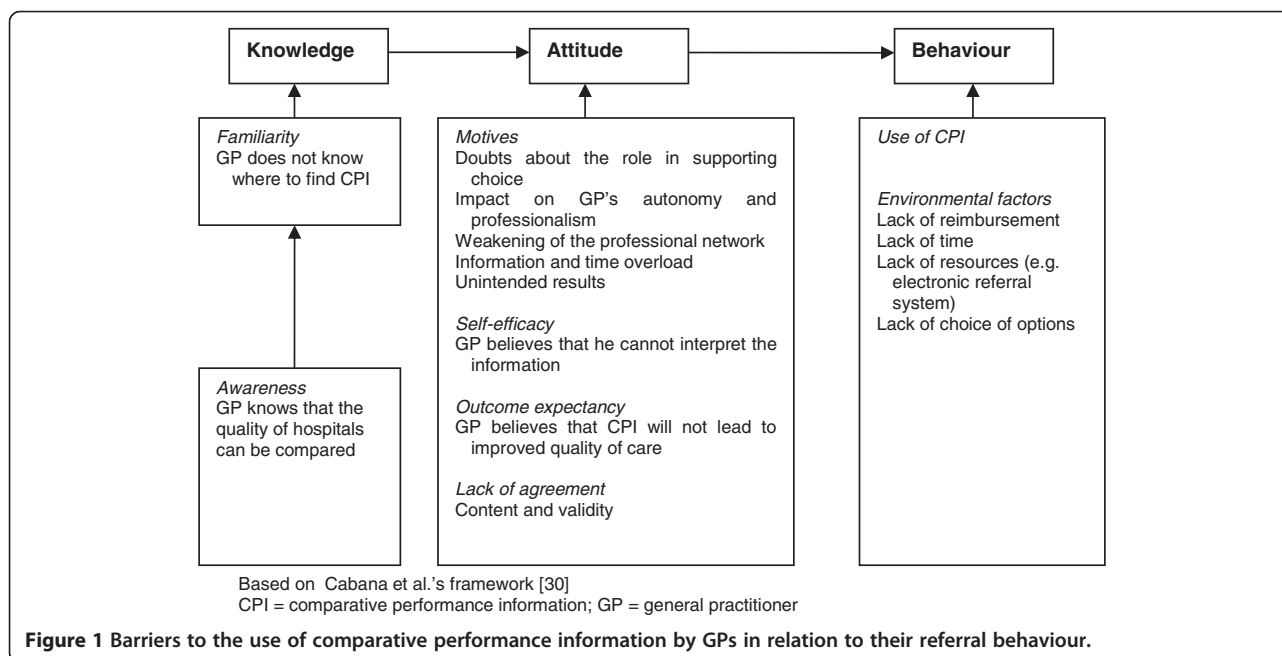 Knowledge
Attitude
Behaviour
Familiarity
GP does not know
where to find CPI
Awareness
GP knows that the
quality of hospitals
can be compared
Motives
Doubts about the role in supporting
choice
Impact on GP's autonomy and
professionalism
Weakening of the professional network
Information and time overload
Unintended results
Self-efficacy
GP believes that he cannot interpret the
information
Outcome expectancy
GP believes that CPI will not lead to
improved quality of care
Lack of agreement
Content and validity
Use of CPI
Environmental factors
Lack of reimbursement
Lack of time
Lack of resources (e.g.
electronic referral
system)
Lack of choice of options
Based on Cabana et al.'s framework [30]
CPI = comparative performance information; GP = general practitioner
Figure 1 Barriers to the use of comparative performance information by GPs in relation to their referral behaviour.